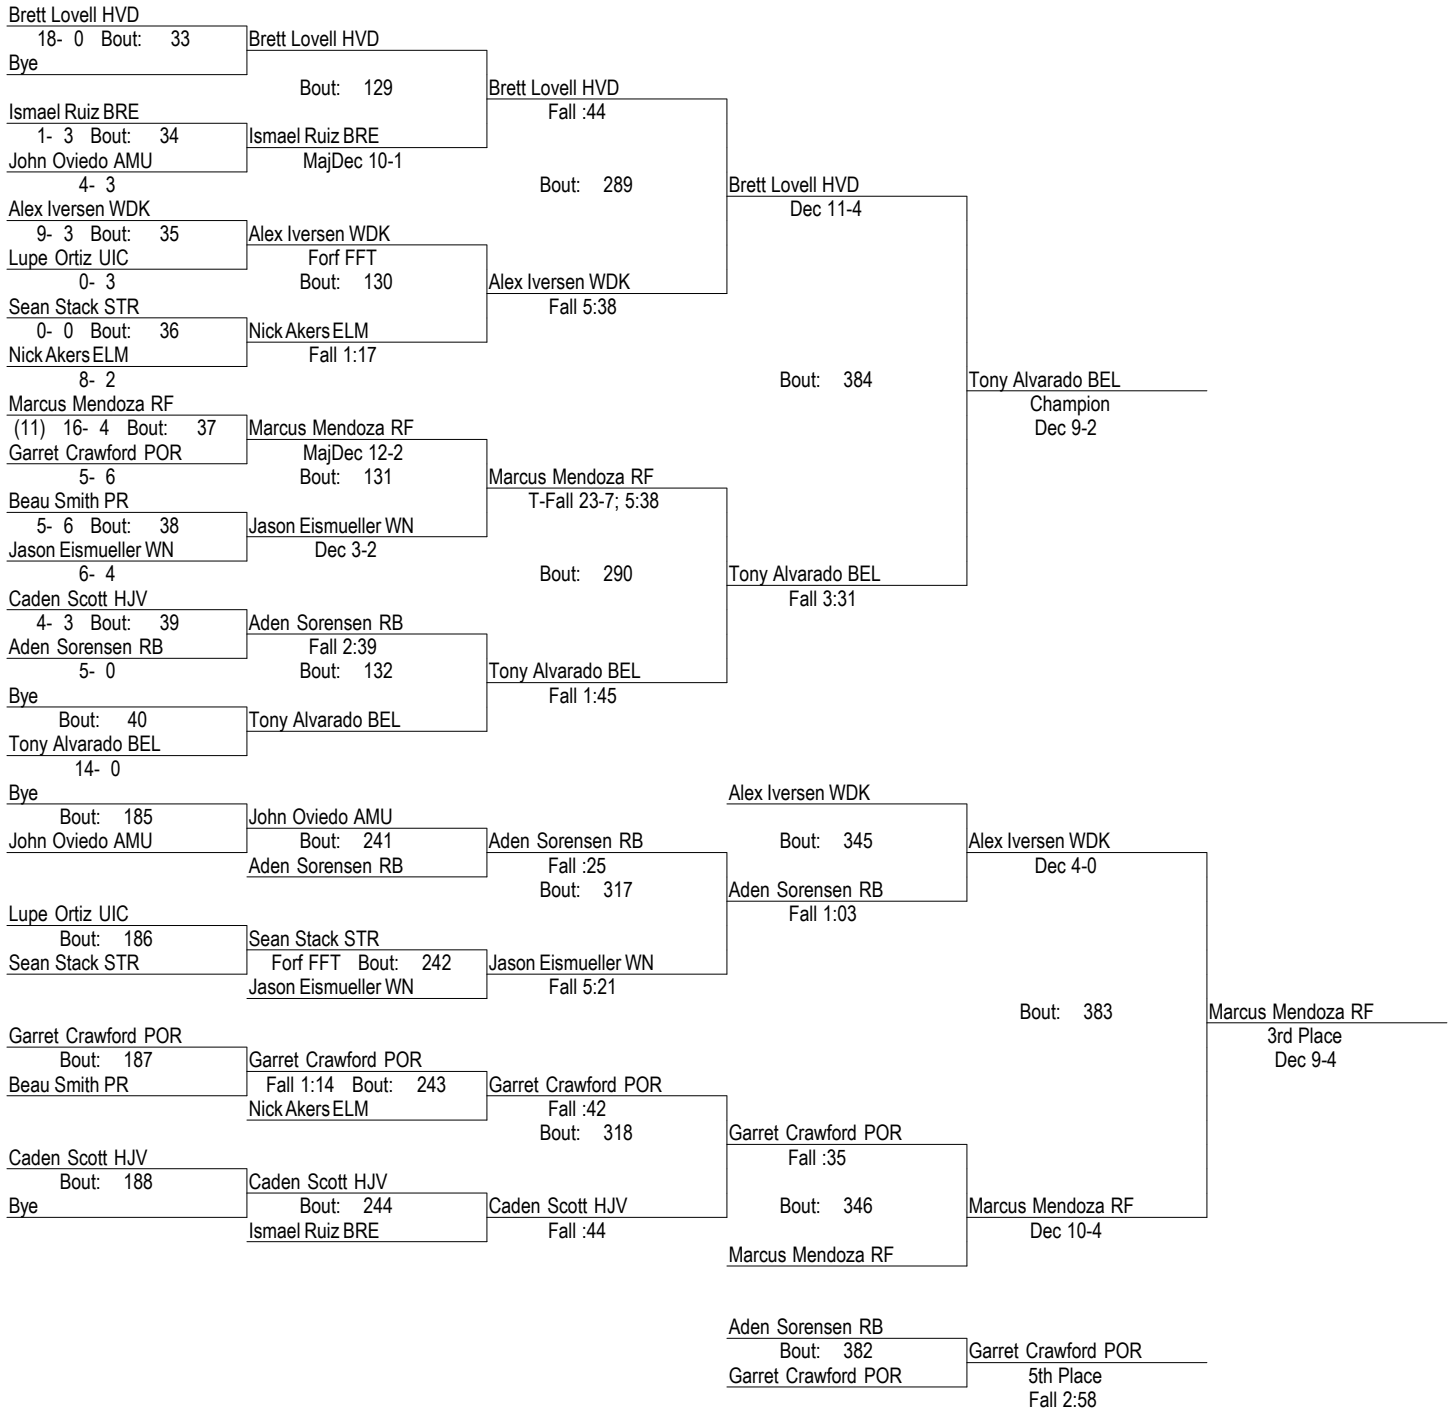 Brett Lovell HVD
18- 0 Bout: 33 Brett Lovell HVD
Bye
Bout: 129 Brett Lovell HVD
Ismael Ruiz BRE Fall :44
1- 3 Bout: 34 Ismael Ruiz BRE
John Oviedo AMU MajDec 10-1
4- 3 Bout: 289 Brett Lovell HVD
Alex Iversen WDK Dec 11-4
9- 3 Bout: 35 Alex Iversen WDK
Lupe Ortiz UIC Forf FFT
0- 3 Bout: 130 Alex Iversen WDK
Sean Stack STR Fall 5:38
0- 0 Bout: 36 Nick Akers ELM
Nick Akers ELM Fall 1:17
8- 2 Bout: 384 Tony Alvarado BEL
Marcus Mendoza RF Champion
(11) 16- 4 Bout: 37 Marcus Mendoza RF Dec 9-2
Garret Crawford POR MajDec 12-2
5- 6 Bout: 131 Marcus Mendoza RF
Beau Smith PR T-Fall 23-7; 5:38
5- 6 Bout: 38 Jason Eismueller WN
Jason Eismueller WN Dec 3-2
6- 4 Bout: 290 Tony Alvarado BEL
Caden Scott HJV Fall 3:31
4- 3 Bout: 39 Aden Sorensen RB
Aden Sorensen RB Fall 2:39
5- 0 Bout: 132 Tony Alvarado BEL
Bye Fall 1:45
Bout: 40 Tony Alvarado BEL
Tony Alvarado BEL
14- 0
Bye Alex Iversen WDK
Bout: 185 John Oviedo AMU
John Oviedo AMU Bout: 241 Aden Sorensen RB Bout: 345 Alex Iversen WDK
Aden Sorensen RB Fall :25 Dec 4-0
Bout: 317 Aden Sorensen RB
Lupe Ortiz UIC Fall 1:03
Bout: 186 Sean Stack STR
Sean Stack STR Forf FFT Bout: 242 Jason Eismueller WN
Jason Eismueller WN Fall 5:21
Bout: 383 Marcus Mendoza RF
Garret Crawford POR 3rd Place
Bout: 187 Garret Crawford POR Dec 9-4
Beau Smith PR Fall 1:14 Bout: 243 Garret Crawford POR
Nick Akers ELM Fall :42
Bout: 318 Garret Crawford POR
Caden Scott HJV Fall :35
Bout: 188 Caden Scott HJV
Bye Bout: 244 Caden Scott HJV Bout: 346 Marcus Mendoza RF
Ismael Ruiz BRE Fall :44 Dec 10-4
Marcus Mendoza RF
Aden Sorensen RB
Bout: 382 Garret Crawford POR
Garret Crawford POR 5th Place
Fall 2:58